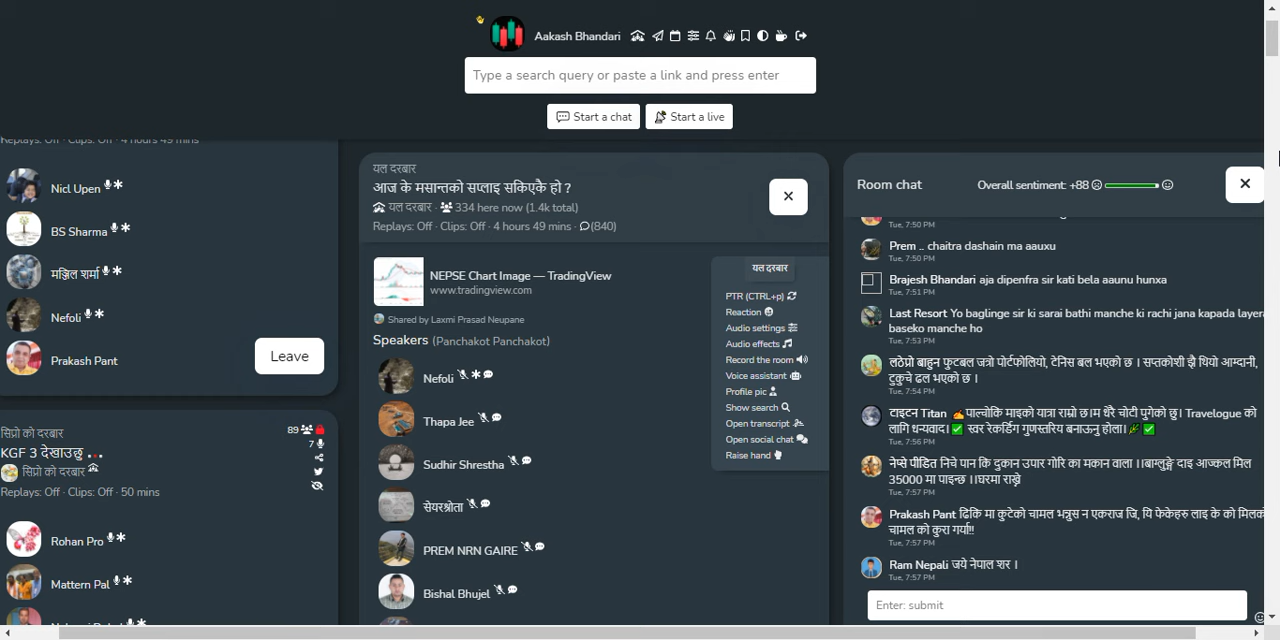 Aakash Bhandari
Type a search query or paste a link and press enter
Start a chat
Start a live
Replays: Off · Clips: Off · 4 hours 49 mins
Nicl Upen
BS Sharma
मञ्जिल शर्मा
Nefoli
Prakash Pant
Leave
सिप्रो को दरबार
89
KGF 3 देखाउछु
7
सिप्रो को दरबार
Replays: Off · Clips: Off · 50 mins
Rohan Pro
Mattern Pal
यल दरबार
आज के मसान्तको सप्लाइ सकिएकै हो ?
यल दरबार · 334 here now (1.4k total)
Replays: Off · Clips: Off · 4 hours 49 mins · (840)
NEPSE Chart Image — TradingView
www.tradingview.com
Shared by Laxmi Prasad Neupane
Speakers (Panchakot Panchakot)
Nefoli
Thapa Jee
Sudhir Shrestha
सेयरश्रोता
PREM NRN GAIRE
Bishal Bhujel
यल दरबार
PTR (CTRL+p)
Reaction
Audio settings
Audio effects
Record the room
Voice assistant
Profile pic
Show search
Open transcript
Open social chat
Raise hand
Room chat
Overall sentiment: +88
Tue, 7:50 PM
Prem .. chaitra dashain ma aauxu
Tue, 7:50 PM
Brajesh Bhandari aja dipenfra sir kati bela aaunu hunxa
Tue, 7:51 PM
Last Resort Yo baglinge sir ki sarai bathi manche ki rachi jana kapada layera
baseko manche ho
Tue, 7:53 PM
लठेप्रो बाहुन फुटबल जत्रो पोर्टफोलियो, टेनिस बल भएको छ । सप्तकोशी झै थियो आम्दानी,
टुकुचे ढल भएको छ ।
Tue, 7:54 PM
टाइटन Titan ✍पाल्चोकि माइको यात्रा राम्रो छ।म धेरै चोटी पुगेको छु। Travelogue को
लागि धन्यवाद।✅ स्वर रेकर्डिग गुणस्तरिय बनाऊनु होला।🌶✅
Tue, 7:56 PM
नेप्से पीडित निचे पान कि दुकान उपार गोरि का मकान वाला ।।बाग्लुङ्गे दाइ आज्कल मिल
35000 मा पाइन्छ ।।घरमा राख्ने
Tue, 7:57 PM
Prakash Pant ढिकि मा कुटेको चामल भन्नुस न एकराज जि, यि फेकेहरु लाइ के को मिलक
चामल को कुरा गर्या!!
Tue, 7:57 PM
Ram Nepali जये नेपाल शर ।
Tue, 7:57 PM
Enter: submit